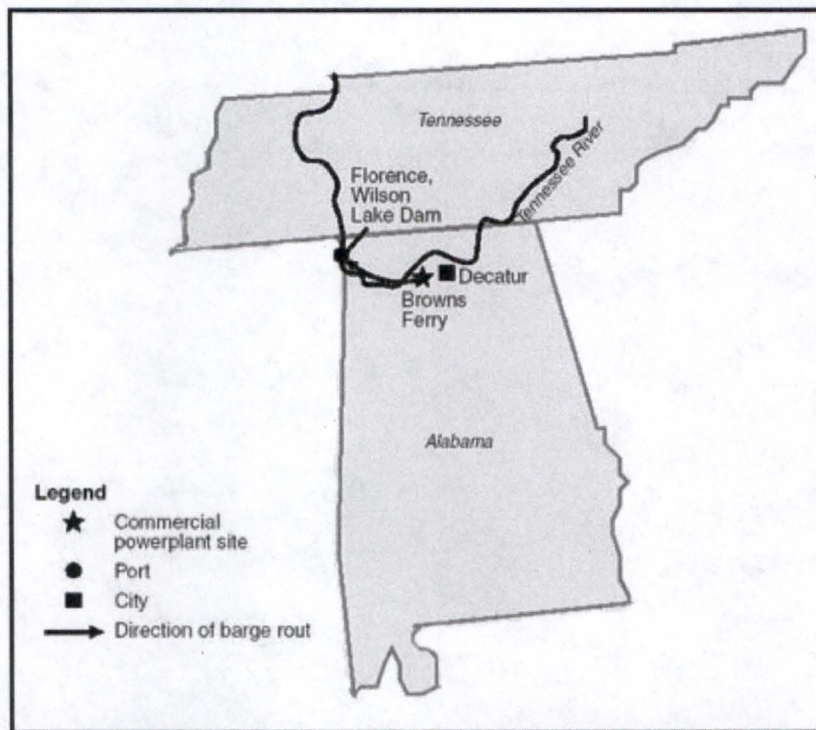 Tennessee
Tennessee River
Florence,
Wilson
Lake Dam
Decatur
Browns
Ferry
Alabama
Legend
Commercial
powerplant site
Port
City
Direction of barge rout